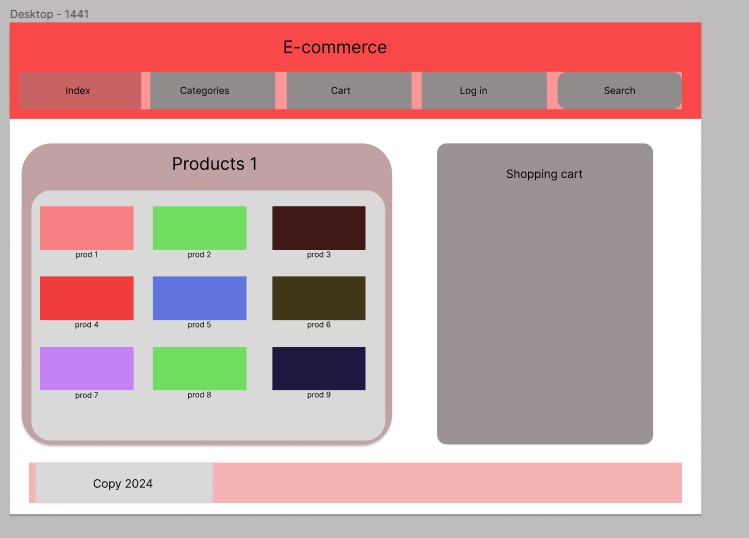 Desktop - 1441
E-commerce
Index
Categories
Cart
Log in
Search
Products 1
Shopping cart
prod 1
prod 2
prod 3
prod 4
prod 5
prod 6
prod 7
prod 8
prod 9
Copy 2024